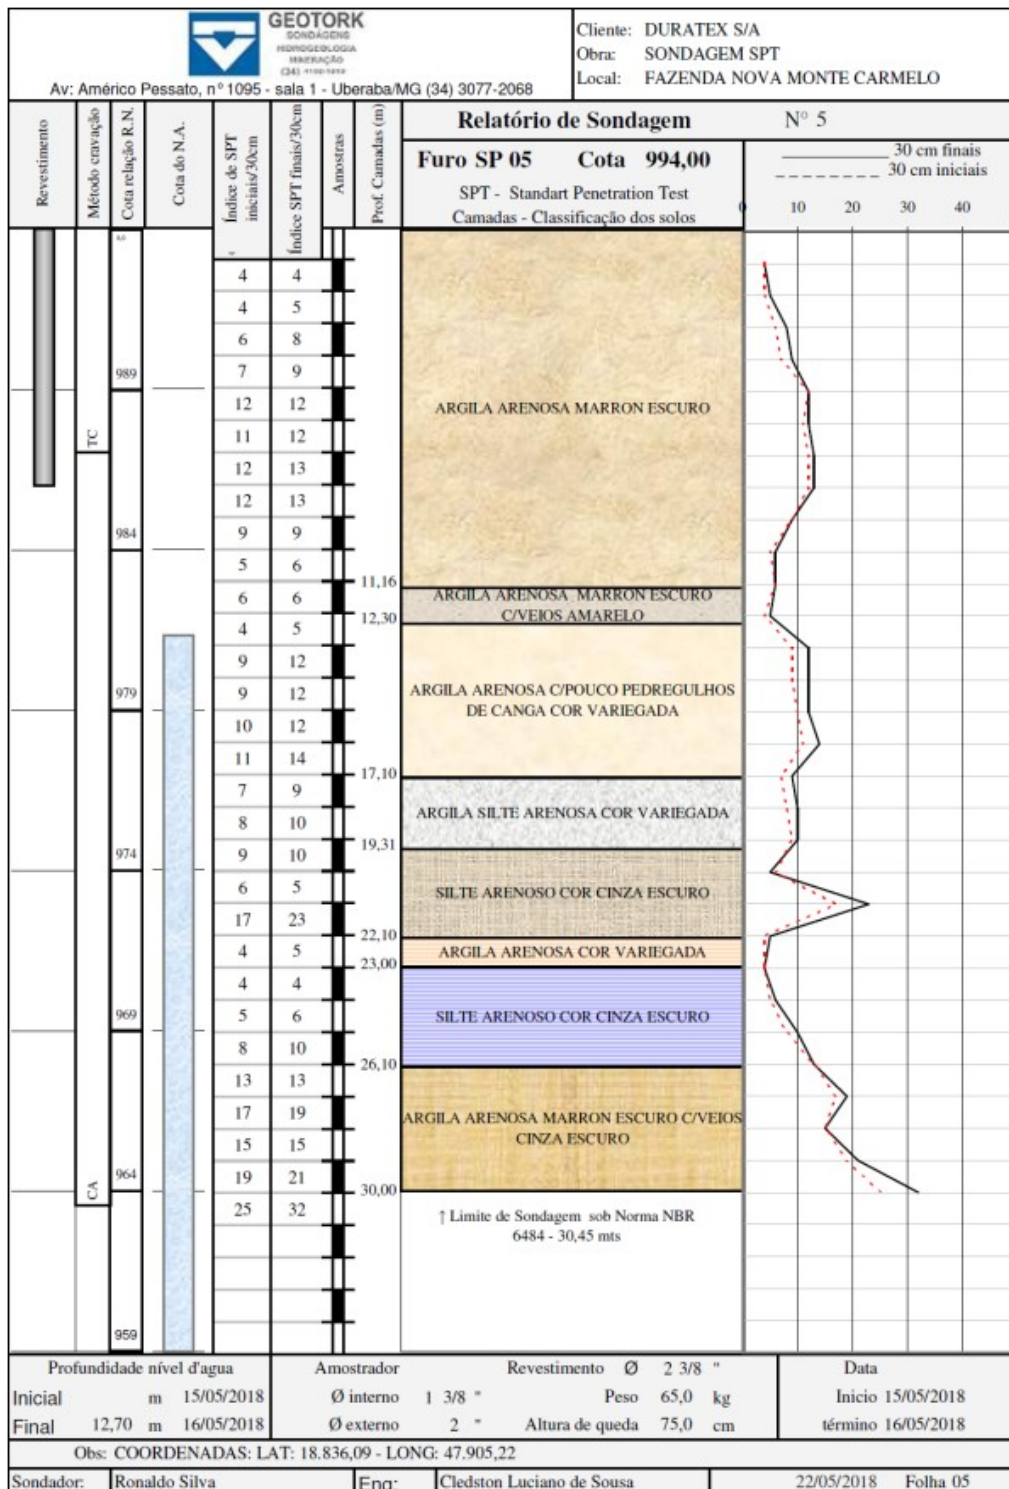 GEOTORK
SONDAGENS
HIDROGEOLOGIA
MINERAÇÃO
Av: Américo Pessato, nº 1095 - sala 1 - Uberaba/MG (34) 3077-2068
Cliente: DURATEX S/A
Obra: SONDAGEM SPT
Local: FAZENDA NOVA MONTE CARMELO
Revestimento
Método cravação
Cota relação R.N.
Cota do N.A.
Índice de SPT iniciais/30cm
Índice SPT finais/30cm
Amostras
Prof. Camadas (m)
Relatório de Sondagem N° 5
Furo SP 05 Cota 994,00
SPT - Standart Penetration Test
Camadas - Classificação dos solos
30 cm finais
30 cm iniciais
0 10 20 30 40
4 4
4 5
6 8
7 9
989
12 12
ARGILA ARENOSA MARRON ESCURO
11 12
TC
12 13
12 13
9 9
984
5 6
11,16
6 6
ARGILA ARENOSA MARRON ESCURO
C/VEIOS AMARELO
12,30
4 5
9 12
9 12
979
ARGILA ARENOSA C/POUCO PEDREGULHOS
DE CANGA COR VARIEGADA
10 12
11 14
17,10
7 9
ARGILA SILTE ARENOSA COR VARIEGADA
8 10
19,31
9 10
974
6 5
SILTE ARENOSO COR CINZA ESCURO
17 23
22,10
4 5
ARGILA ARENOSA COR VARIEGADA
23,00
4 4
5 6
969
SILTE ARENOSO COR CINZA ESCURO
8 10
26,10
13 13
17 19
ARGILA ARENOSA MARRON ESCURO C/VEIOS
CINZA ESCURO
15 15
19 21
964
CA
30,00
25 32
↑ Limite de Sondagem sob Norma NBR
6484 - 30,45 mts
959
Profundidade nível d'agua
Inicial m 15/05/2018
Final 12,70 m 16/05/2018
Amostrador
Ø interno 1 3/8 "
Ø externo 2 "
Revestimento Ø 2 3/8 "
Peso 65,0 kg
Altura de queda 75,0 cm
Data
Inicio 15/05/2018
término 16/05/2018
Obs: COORDENADAS: LAT: 18.836,09 - LONG: 47.905,22
Sondador: Ronaldo Silva Eng: Cledston Luciano de Sousa 22/05/2018 Folha 05